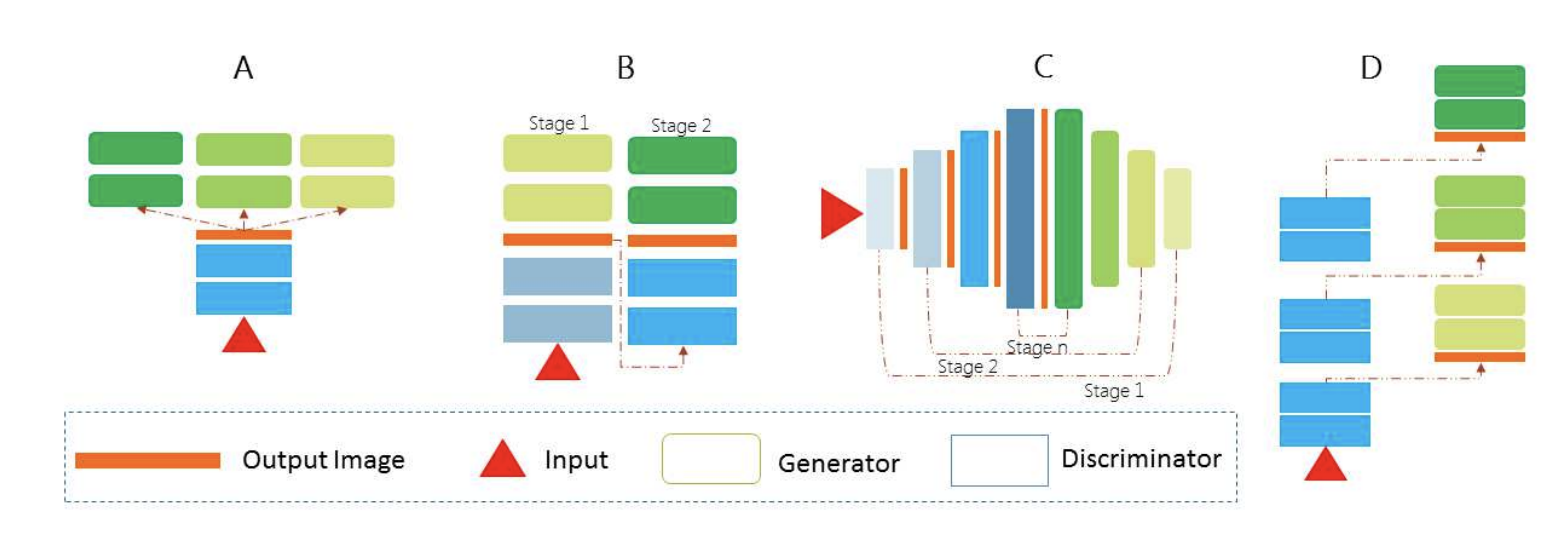 A
B
C
D
Stage 1
Stage 2
Stage n
Stage 2
Stage 1
Output Image
Input
Generator
Discriminator